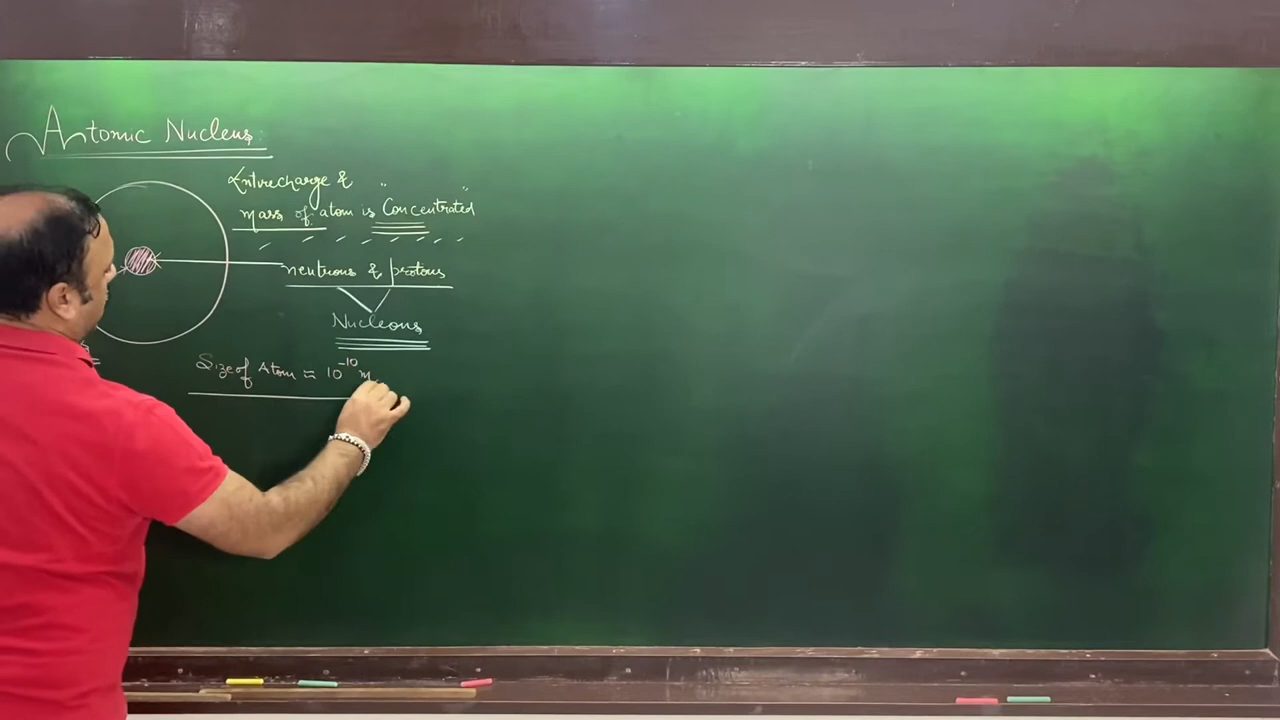 Atomic Nucleus
Entire charge &
mass of atom is "Concentrated"
neutrons & protons
Nucleons
Size of Atom ≈ 10⁻¹⁰ m